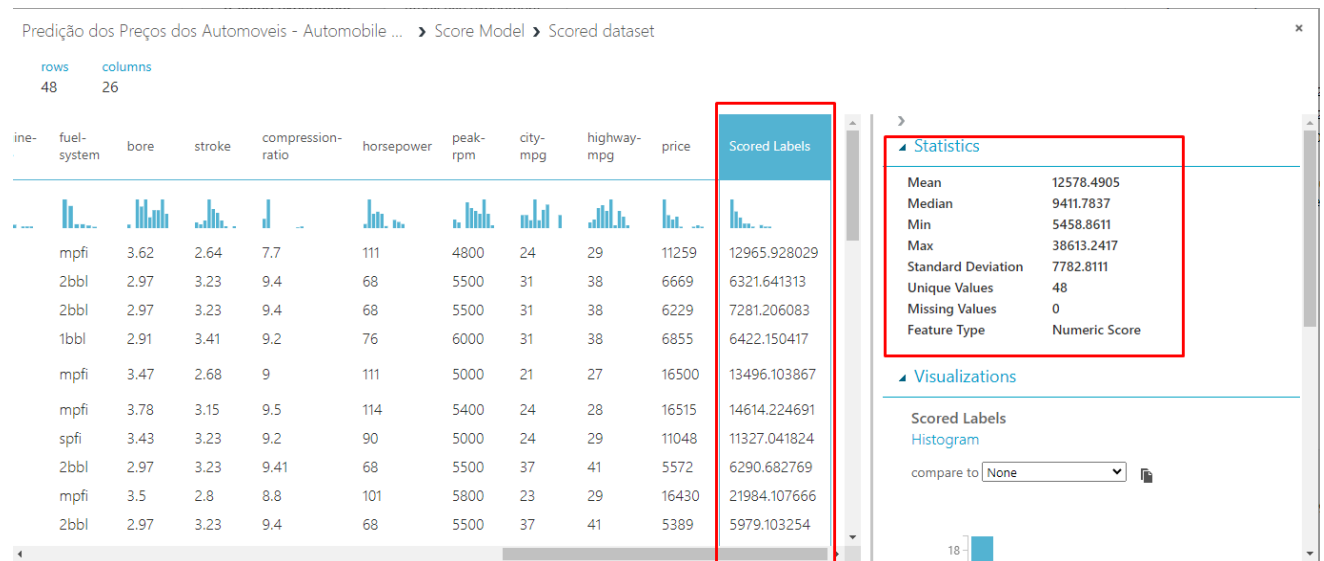 Predição dos Preços dos Automoveis - Automobile ... > Score Model > Scored dataset ×
rows columns
48 26
ine- fuel-system bore stroke compression-ratio horsepower peak-rpm city-mpg highway-mpg price Scored Labels
mpfi 3.62 2.64 7.7 111 4800 24 29 11259 12965.928029
2bbl 2.97 3.23 9.4 68 5500 31 38 6669 6321.641313
2bbl 2.97 3.23 9.4 68 5500 31 38 6229 7281.206083
1bbl 2.91 3.41 9.2 76 6000 31 38 6855 6422.150417
mpfi 3.47 2.68 9 111 5000 21 27 16500 13496.103867
mpfi 3.78 3.15 9.5 114 5400 24 28 16515 14614.224691
spfi 3.43 3.23 9.2 90 5000 24 29 11048 11327.041824
2bbl 2.97 3.23 9.41 68 5500 37 41 5572 6290.682769
mpfi 3.5 2.8 8.8 101 5800 23 29 16430 21984.107666
2bbl 2.97 3.23 9.4 68 5500 37 41 5389 5979.103254
Statistics
Mean 12578.4905
Median 9411.7837
Min 5458.8611
Max 38613.2417
Standard Deviation 7782.8111
Unique Values 48
Missing Values 0
Feature Type Numeric Score
Visualizations
Scored Labels
Histogram
compare to None
18